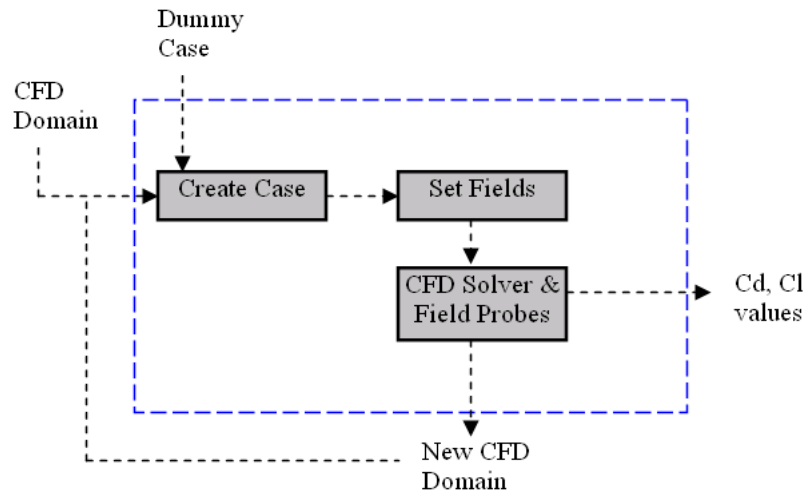 Dummy
Case
CFD
Domain
Create Case
Set Fields
CFD Solver &
Field Probes
Cd, Cl
values
New CFD
Domain